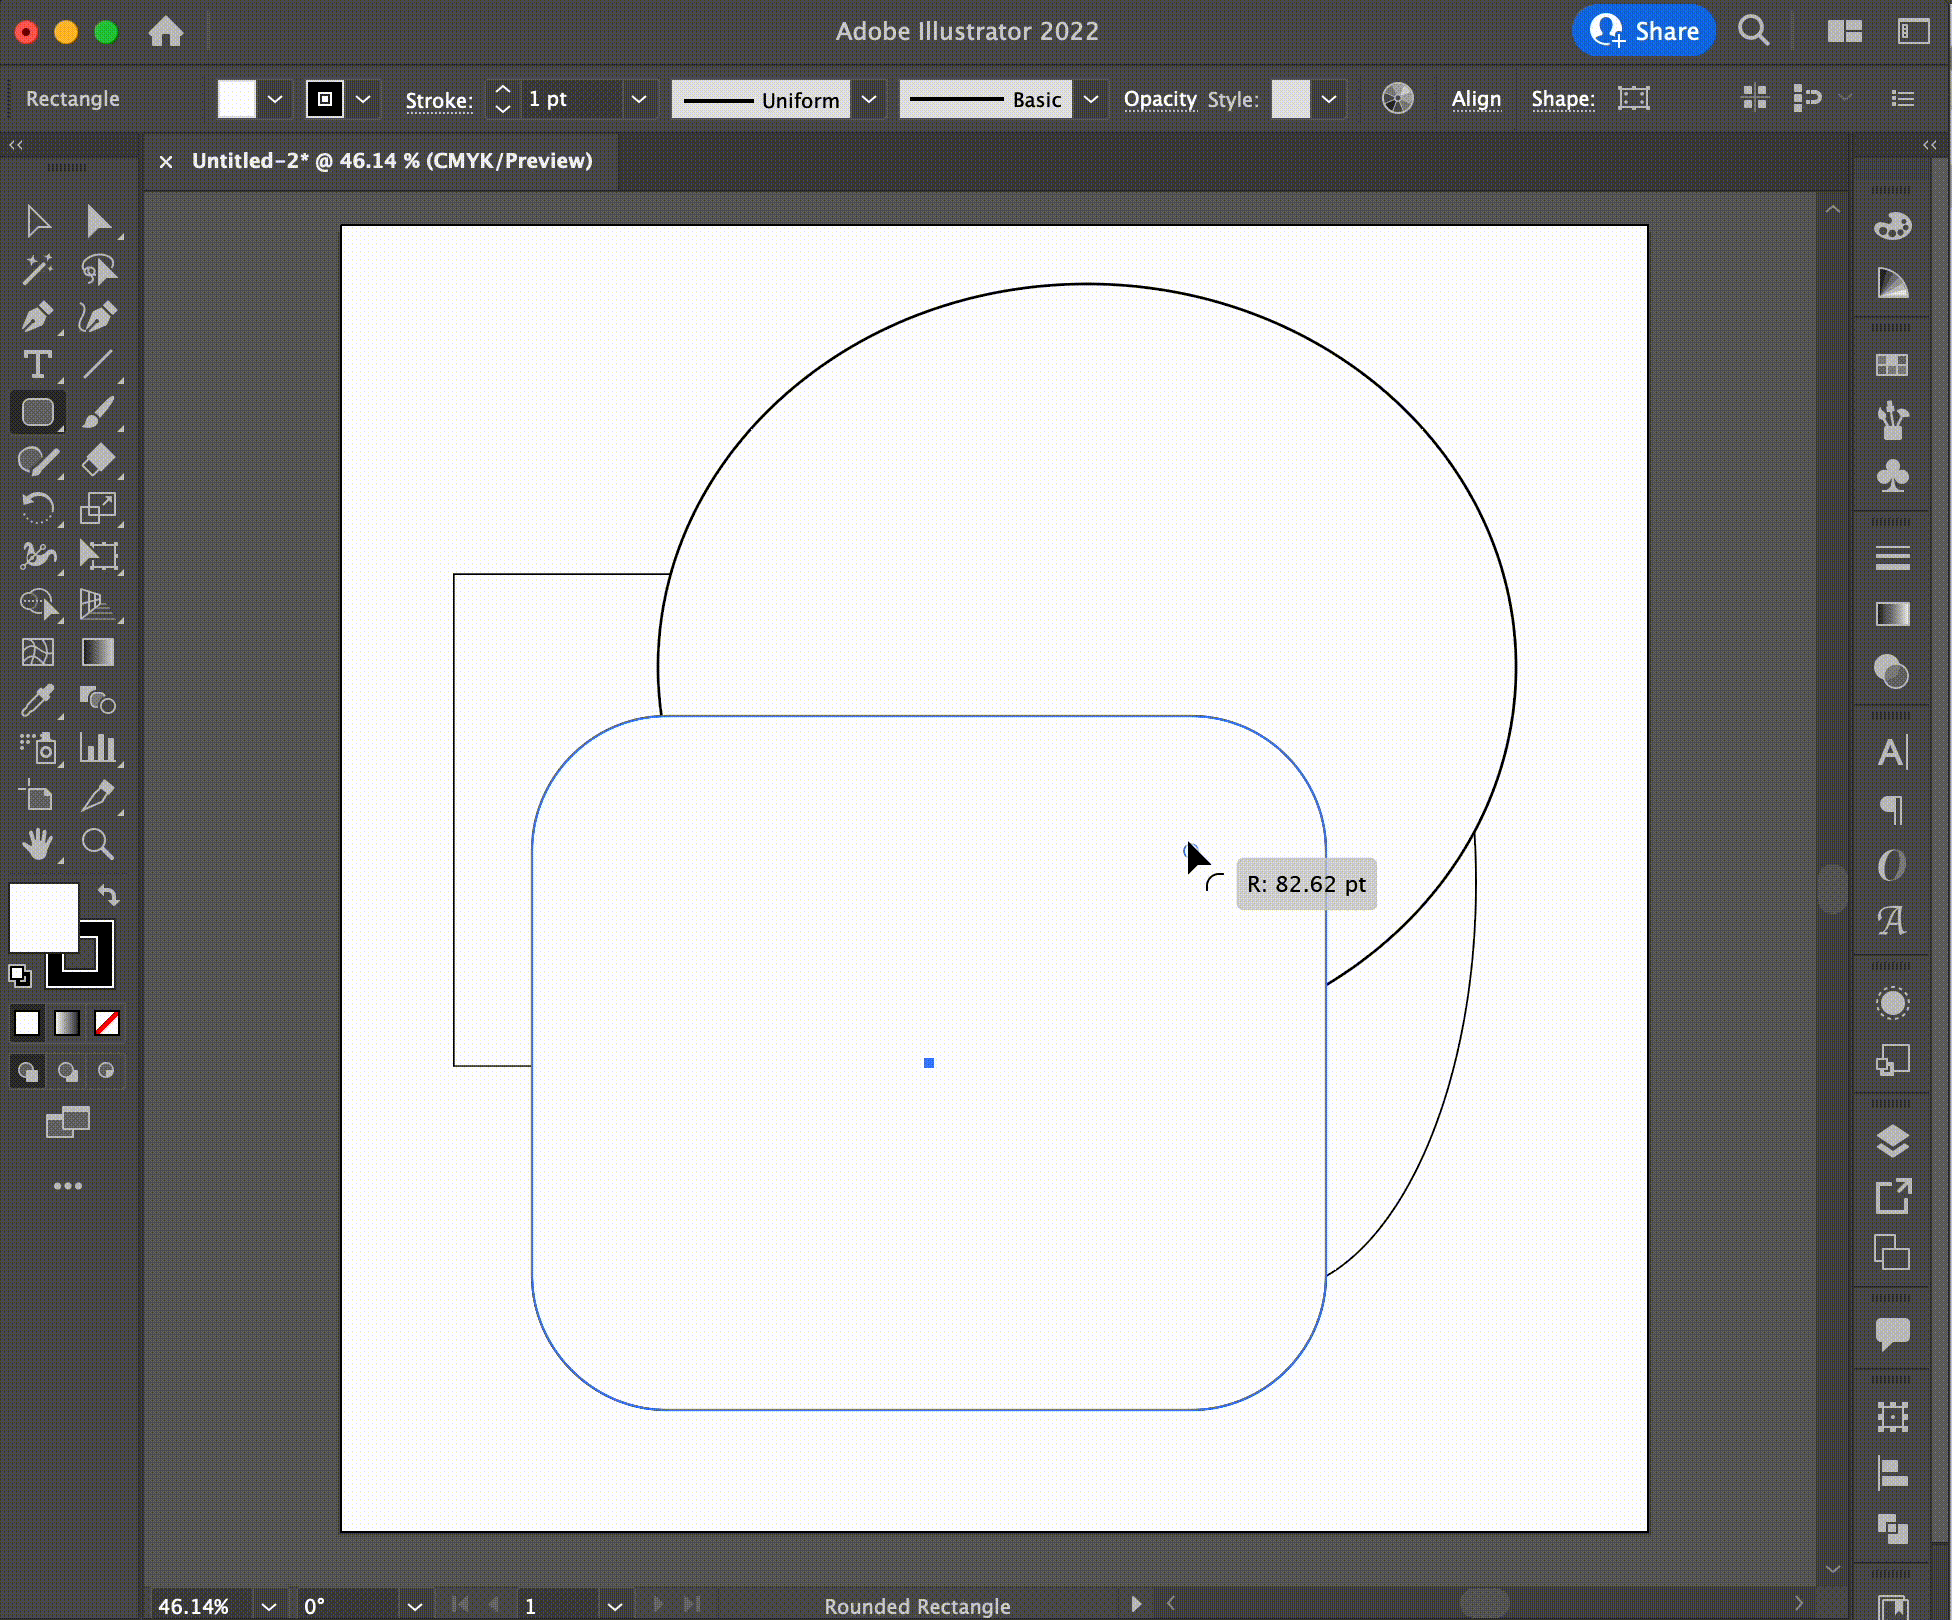 Adobe Illustrator 2022
Share
Rectangle
Stroke:
1 pt
Uniform
Basic
Opacity
Style:
Align
Shape:
× Untitled-2* @ 46.14 % (CMYK/Preview)
R: 82.62 pt
46.14%
0°
1
Rounded Rectangle